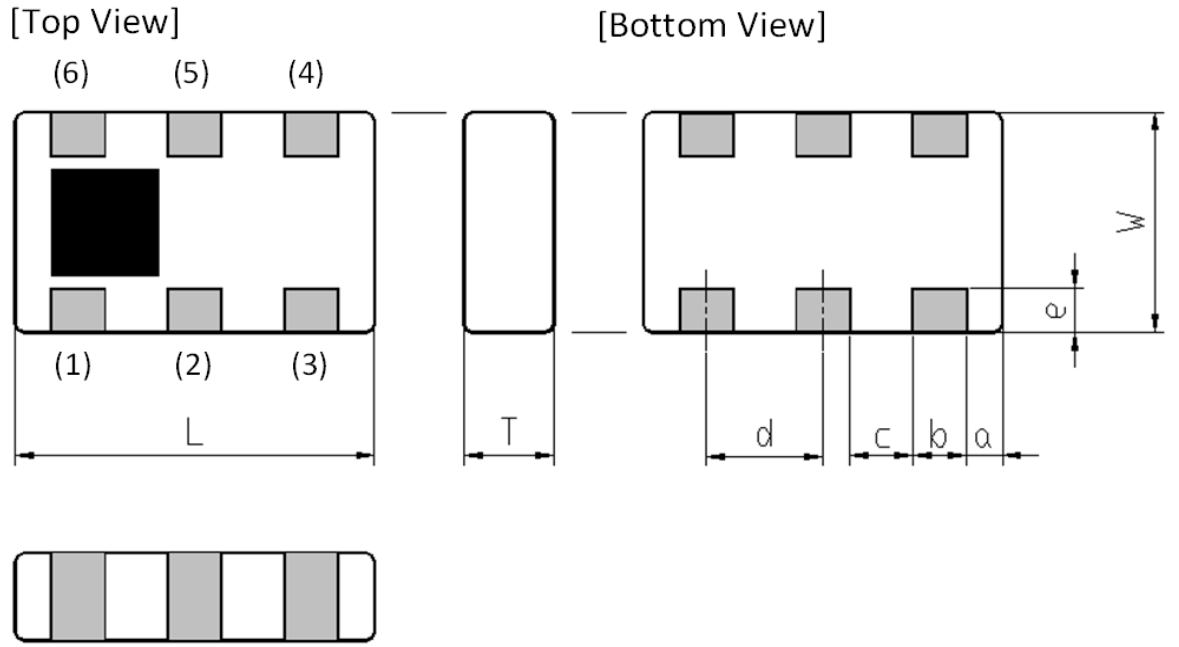 [Top View]
[Bottom View]
(6) (5) (4)
W
e
(1) (2) (3)
L T d c b a